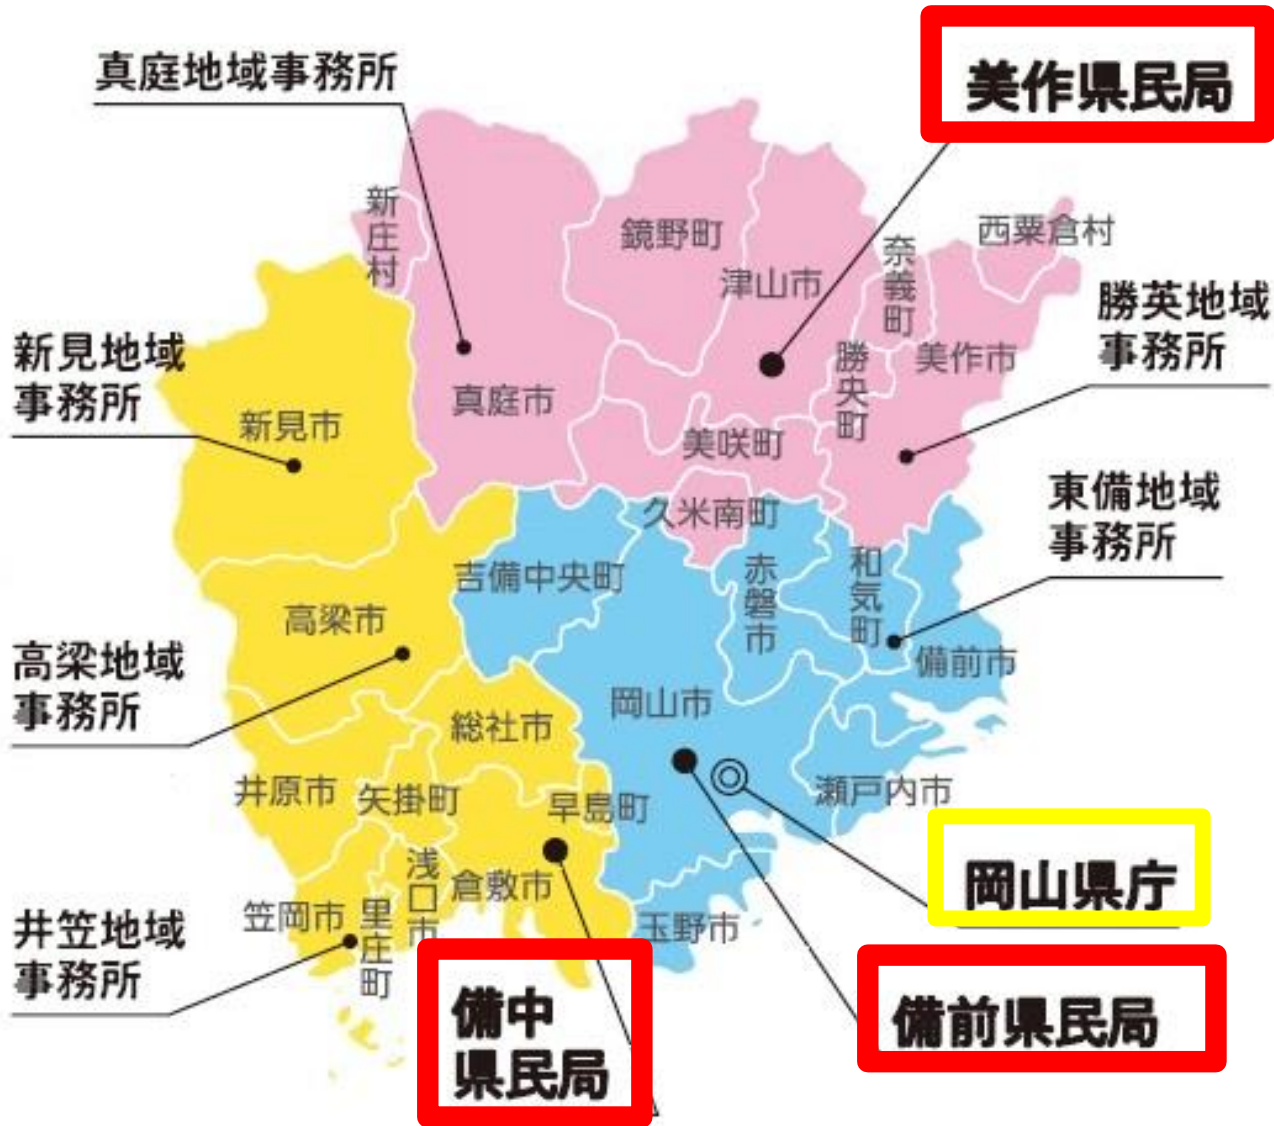 真庭地域事務所
美作県民局
新庄村
鏡野町
西粟倉村
奈義町
津山市
勝英地域
事務所
新見地域
事務所
勝央町
美作市
真庭市
新見市
美咲町
東備地域
事務所
久米南町
吉備中央町
赤磐市
和気町
高梁市
備前市
高梁地域
事務所
岡山市
総社市
井原市
矢掛町
早島町
瀬戸内市
浅口市
倉敷市
岡山県庁
笠岡市
里庄町
玉野市
井笠地域
事務所
備中
県民局
備前県民局